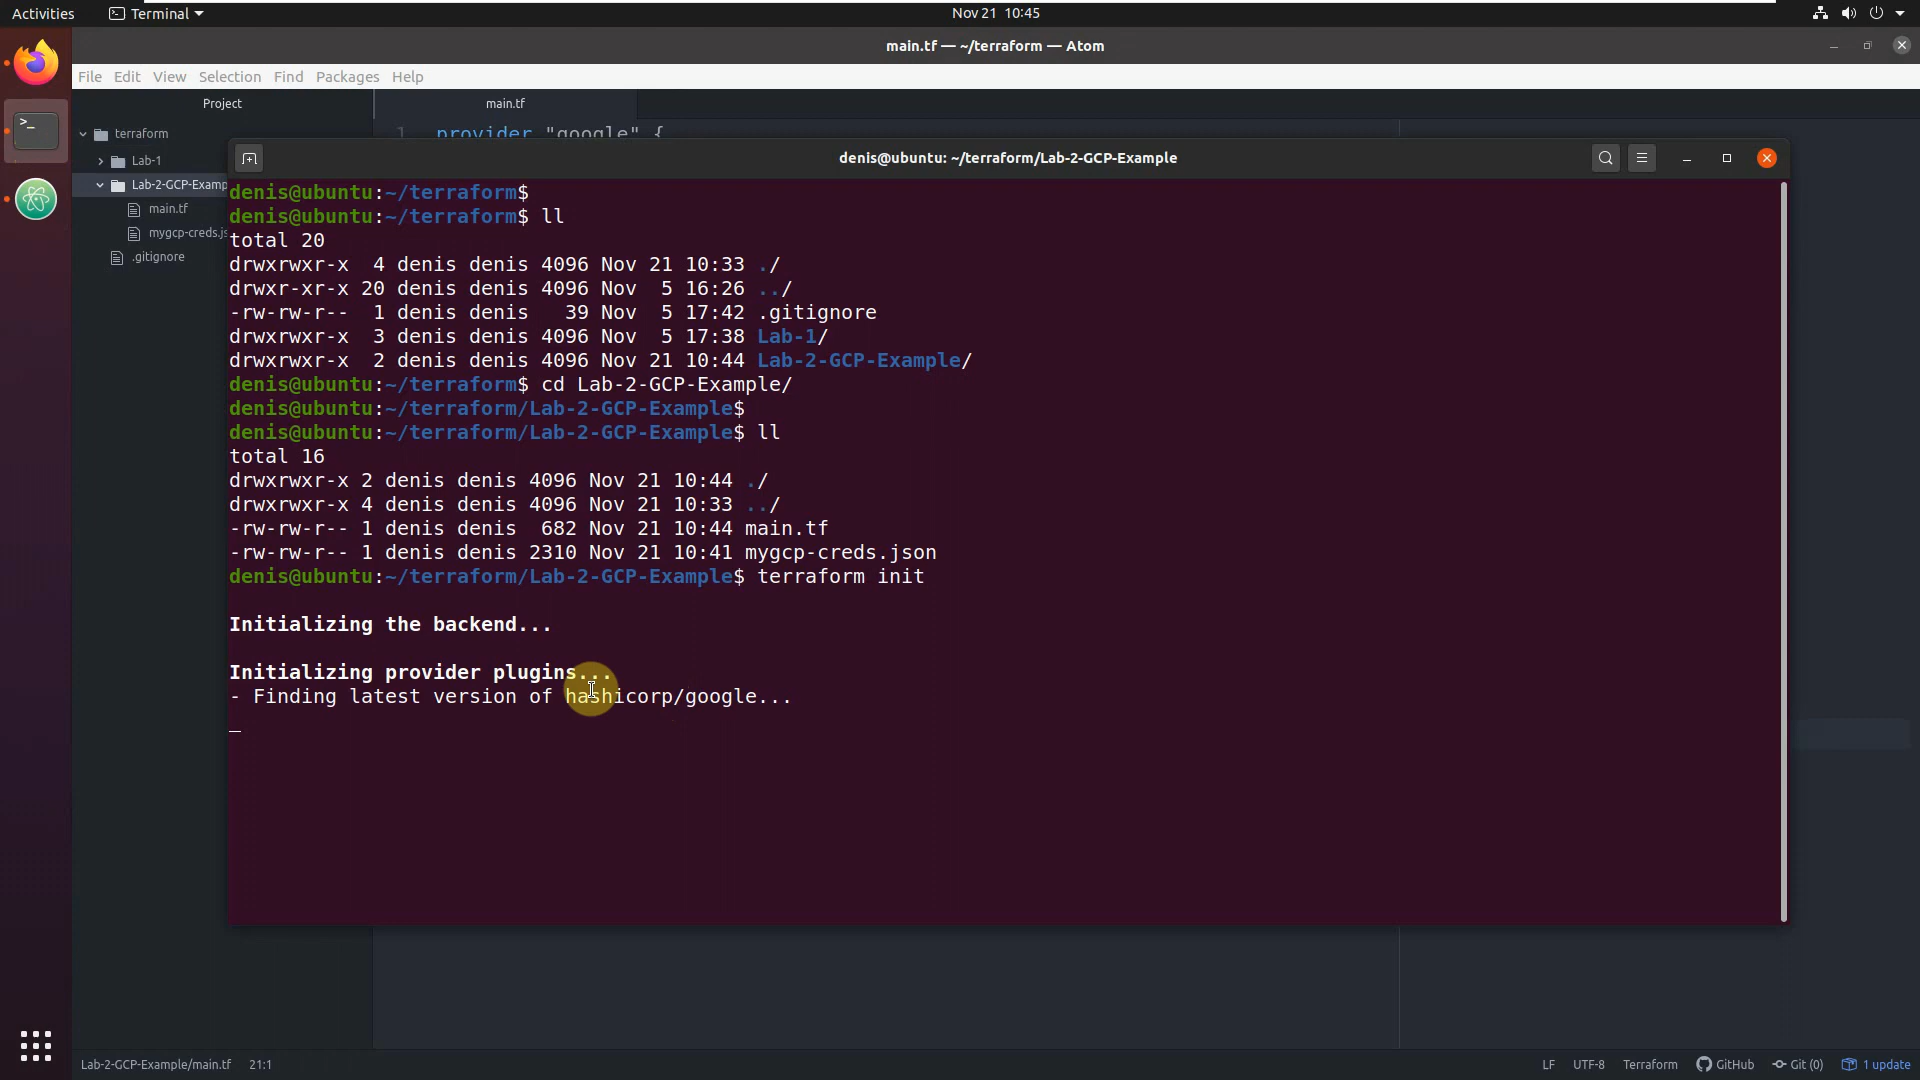 Activities
Terminal
Nov 21 10:45
main.tf — ~/terraform — Atom
File Edit View Selection Find Packages Help
Project
main.tf
terraform
Lab-1
Lab-2-GCP-Examp
main.tf
mygcp-creds.js
.gitignore
1 provider "google" {
denis@ubuntu: ~/terraform/Lab-2-GCP-Example
denis@ubuntu:~/terraform$
denis@ubuntu:~/terraform$ ll
total 20
drwxrwxr-x  4 denis denis 4096 Nov 21 10:33 ./
drwxr-xr-x 20 denis denis 4096 Nov  5 16:26 ../
-rw-rw-r--  1 denis denis   39 Nov  5 17:42 .gitignore
drwxrwxr-x  3 denis denis 4096 Nov  5 17:38 Lab-1/
drwxrwxr-x  2 denis denis 4096 Nov 21 10:44 Lab-2-GCP-Example/
denis@ubuntu:~/terraform$ cd Lab-2-GCP-Example/
denis@ubuntu:~/terraform/Lab-2-GCP-Example$
denis@ubuntu:~/terraform/Lab-2-GCP-Example$ ll
total 16
drwxrwxr-x 2 denis denis 4096 Nov 21 10:44 ./
drwxrwxr-x 4 denis denis 4096 Nov 21 10:33 ../
-rw-rw-r-- 1 denis denis  682 Nov 21 10:44 main.tf
-rw-rw-r-- 1 denis denis 2310 Nov 21 10:41 mygcp-creds.json
denis@ubuntu:~/terraform/Lab-2-GCP-Example$ terraform init
Initializing the backend...
Initializing provider plugins...
- Finding latest version of hashicorp/google...
Lab-2-GCP-Example/main.tf 21:1
LF UTF-8 Terraform GitHub Git (0) 1 update